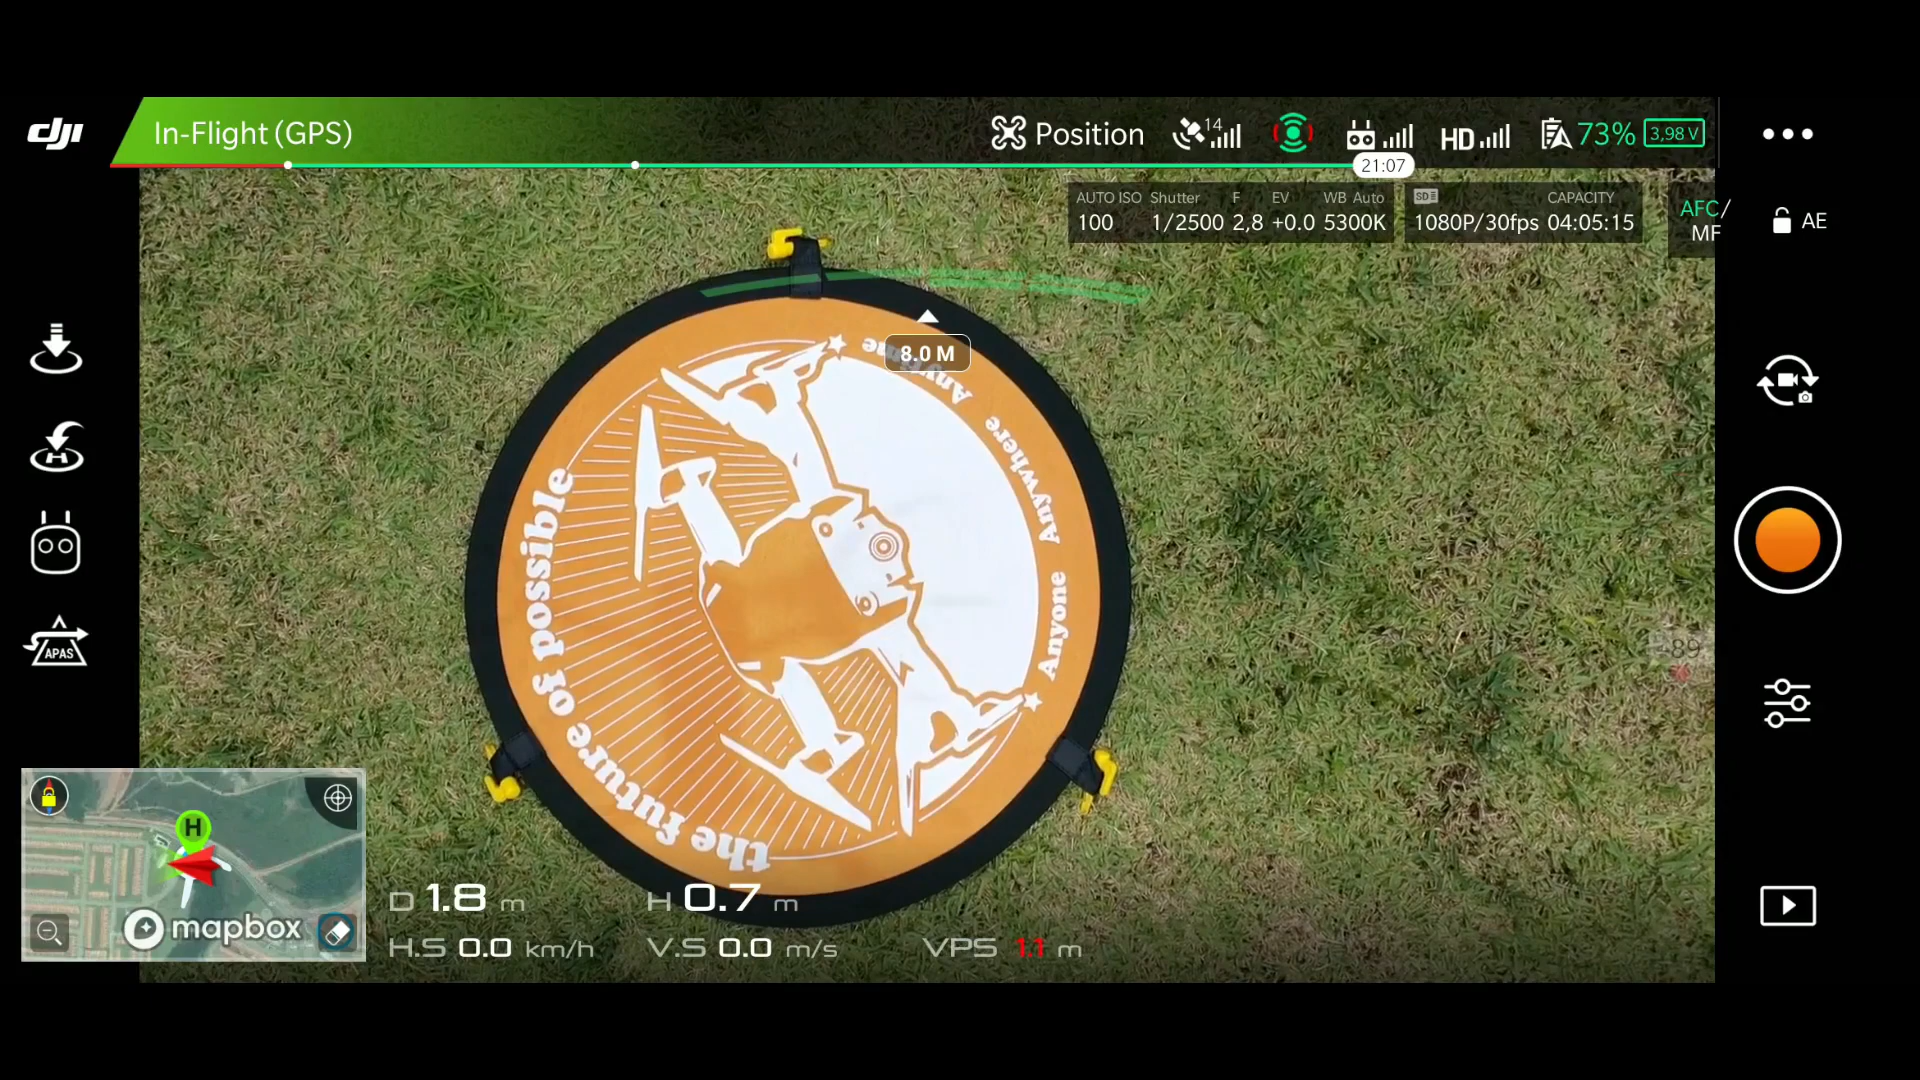 dji
In-Flight (GPS)
Position
14
HD
73%
3,98 V
21:07
AUTO ISO
100
Shutter
1/2500
F
2,8
EV
+0.0
WB Auto
5300K
SD
1080P/30fps
CAPACITY
04:05:15
AFC/
MF
AE
8.0 M
Anytime
Anywhere
Anyone
the future of possible
-89
APAS
H
mapbox
D 1.8 m
H 0.7 m
H.S 0.0 km/h
V.S 0.0 m/s
VPS 1.1 m